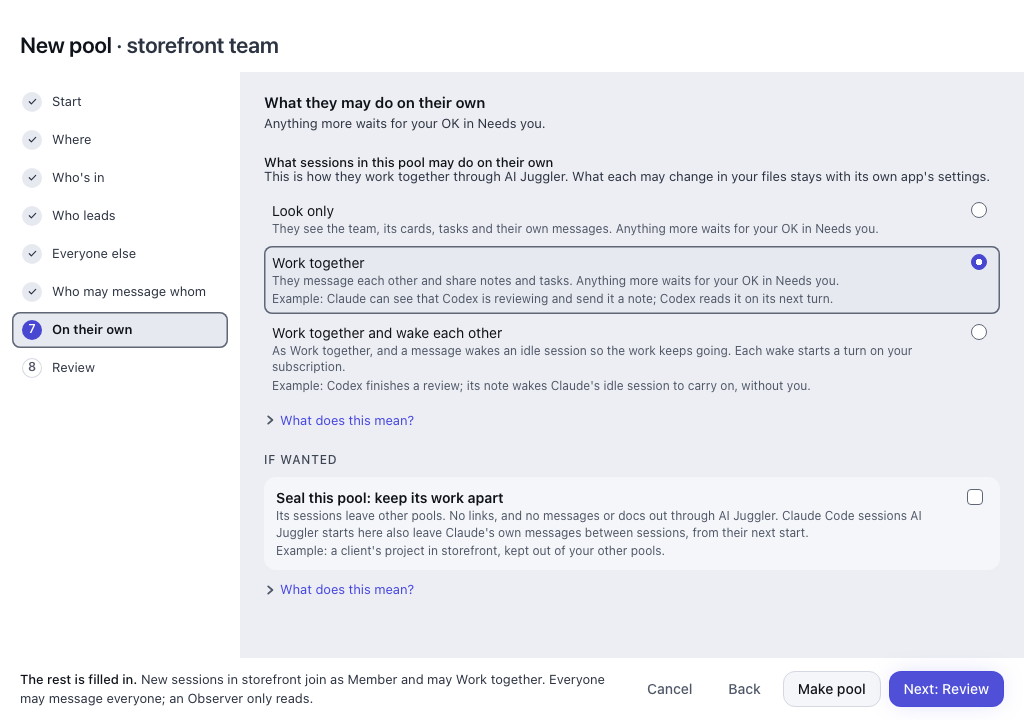 New pool · storefront team
Start
Where
Who's in
Who leads
Everyone else
Who may message whom
7 On their own
8 Review
What they may do on their own
Anything more waits for your OK in Needs you.
What sessions in this pool may do on their own
This is how they work together through AI Juggler. What each may change in your files stays with its own app's settings.
Look only
They see the team, its cards, tasks and their own messages. Anything more waits for your OK in Needs you.
Work together
They message each other and share notes and tasks. Anything more waits for your OK in Needs you.
Example: Claude can see that Codex is reviewing and send it a note; Codex reads it on its next turn.
Work together and wake each other
As Work together, and a message wakes an idle session so the work keeps going. Each wake starts a turn on your
subscription.
Example: Codex finishes a review; its note wakes Claude's idle session to carry on, without you.
What does this mean?
IF WANTED
Seal this pool: keep its work apart
Its sessions leave other pools. No links, and no messages or docs out through AI Juggler. Claude Code sessions AI
Juggler starts here also leave Claude's own messages between sessions, from their next start.
Example: a client's project in storefront, kept out of your other pools.
What does this mean?
The rest is filled in. New sessions in storefront join as Member and may Work together. Everyone
may message everyone; an Observer only reads.
Cancel
Back
Make pool
Next: Review